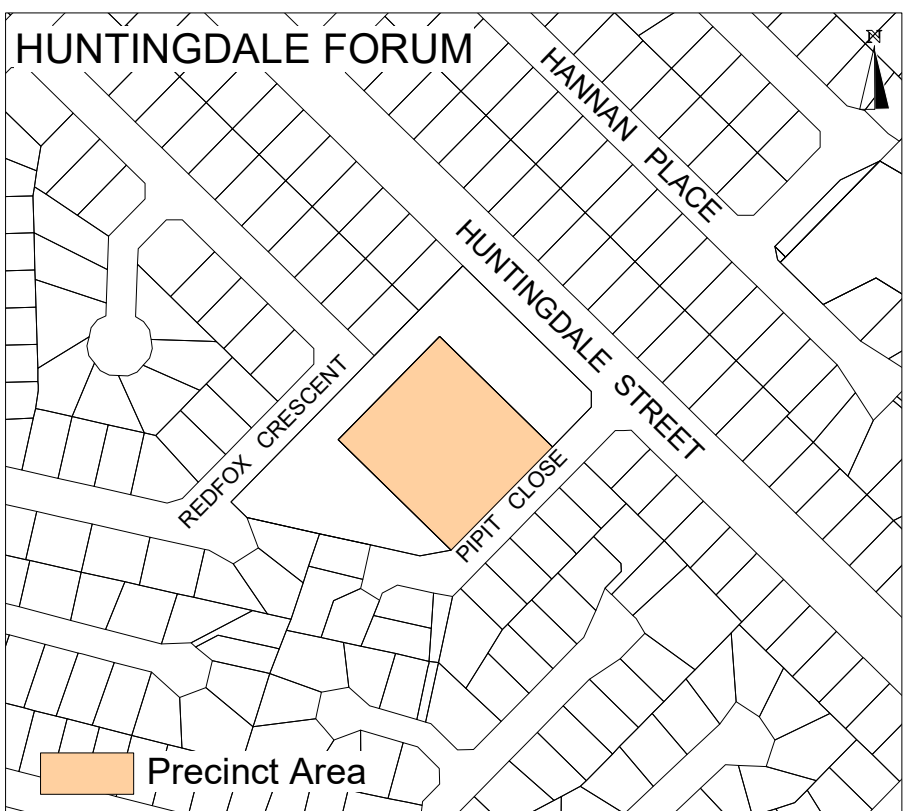 HUNTINGDALE FORUM
N
HANNAN PLACE
HUNTINGDALE STREET
REDFOX CRESCENT
PIPIT CLOSE
Precinct Area